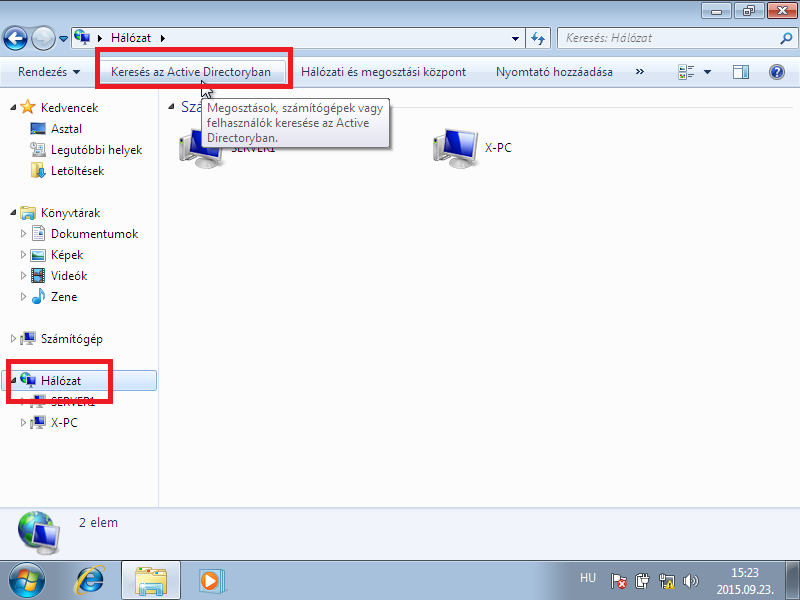 Hálózat
Keresés: Hálózat
Rendezés
Keresés az Active Directoryban
Hálózati és megosztási központ
Nyomtató hozzáadása
»
Kedvencek
Asztal
Legutóbbi helyek
Letöltések
Könyvtárak
Dokumentumok
Képek
Videók
Zene
Számítógép
Hálózat
SERVER1
X-PC
Megosztások, számítógépek vagy
felhasználók keresése az Active
Directoryban.
SERVER1
X-PC
2 elem
HU
15:23
2015.09.23.